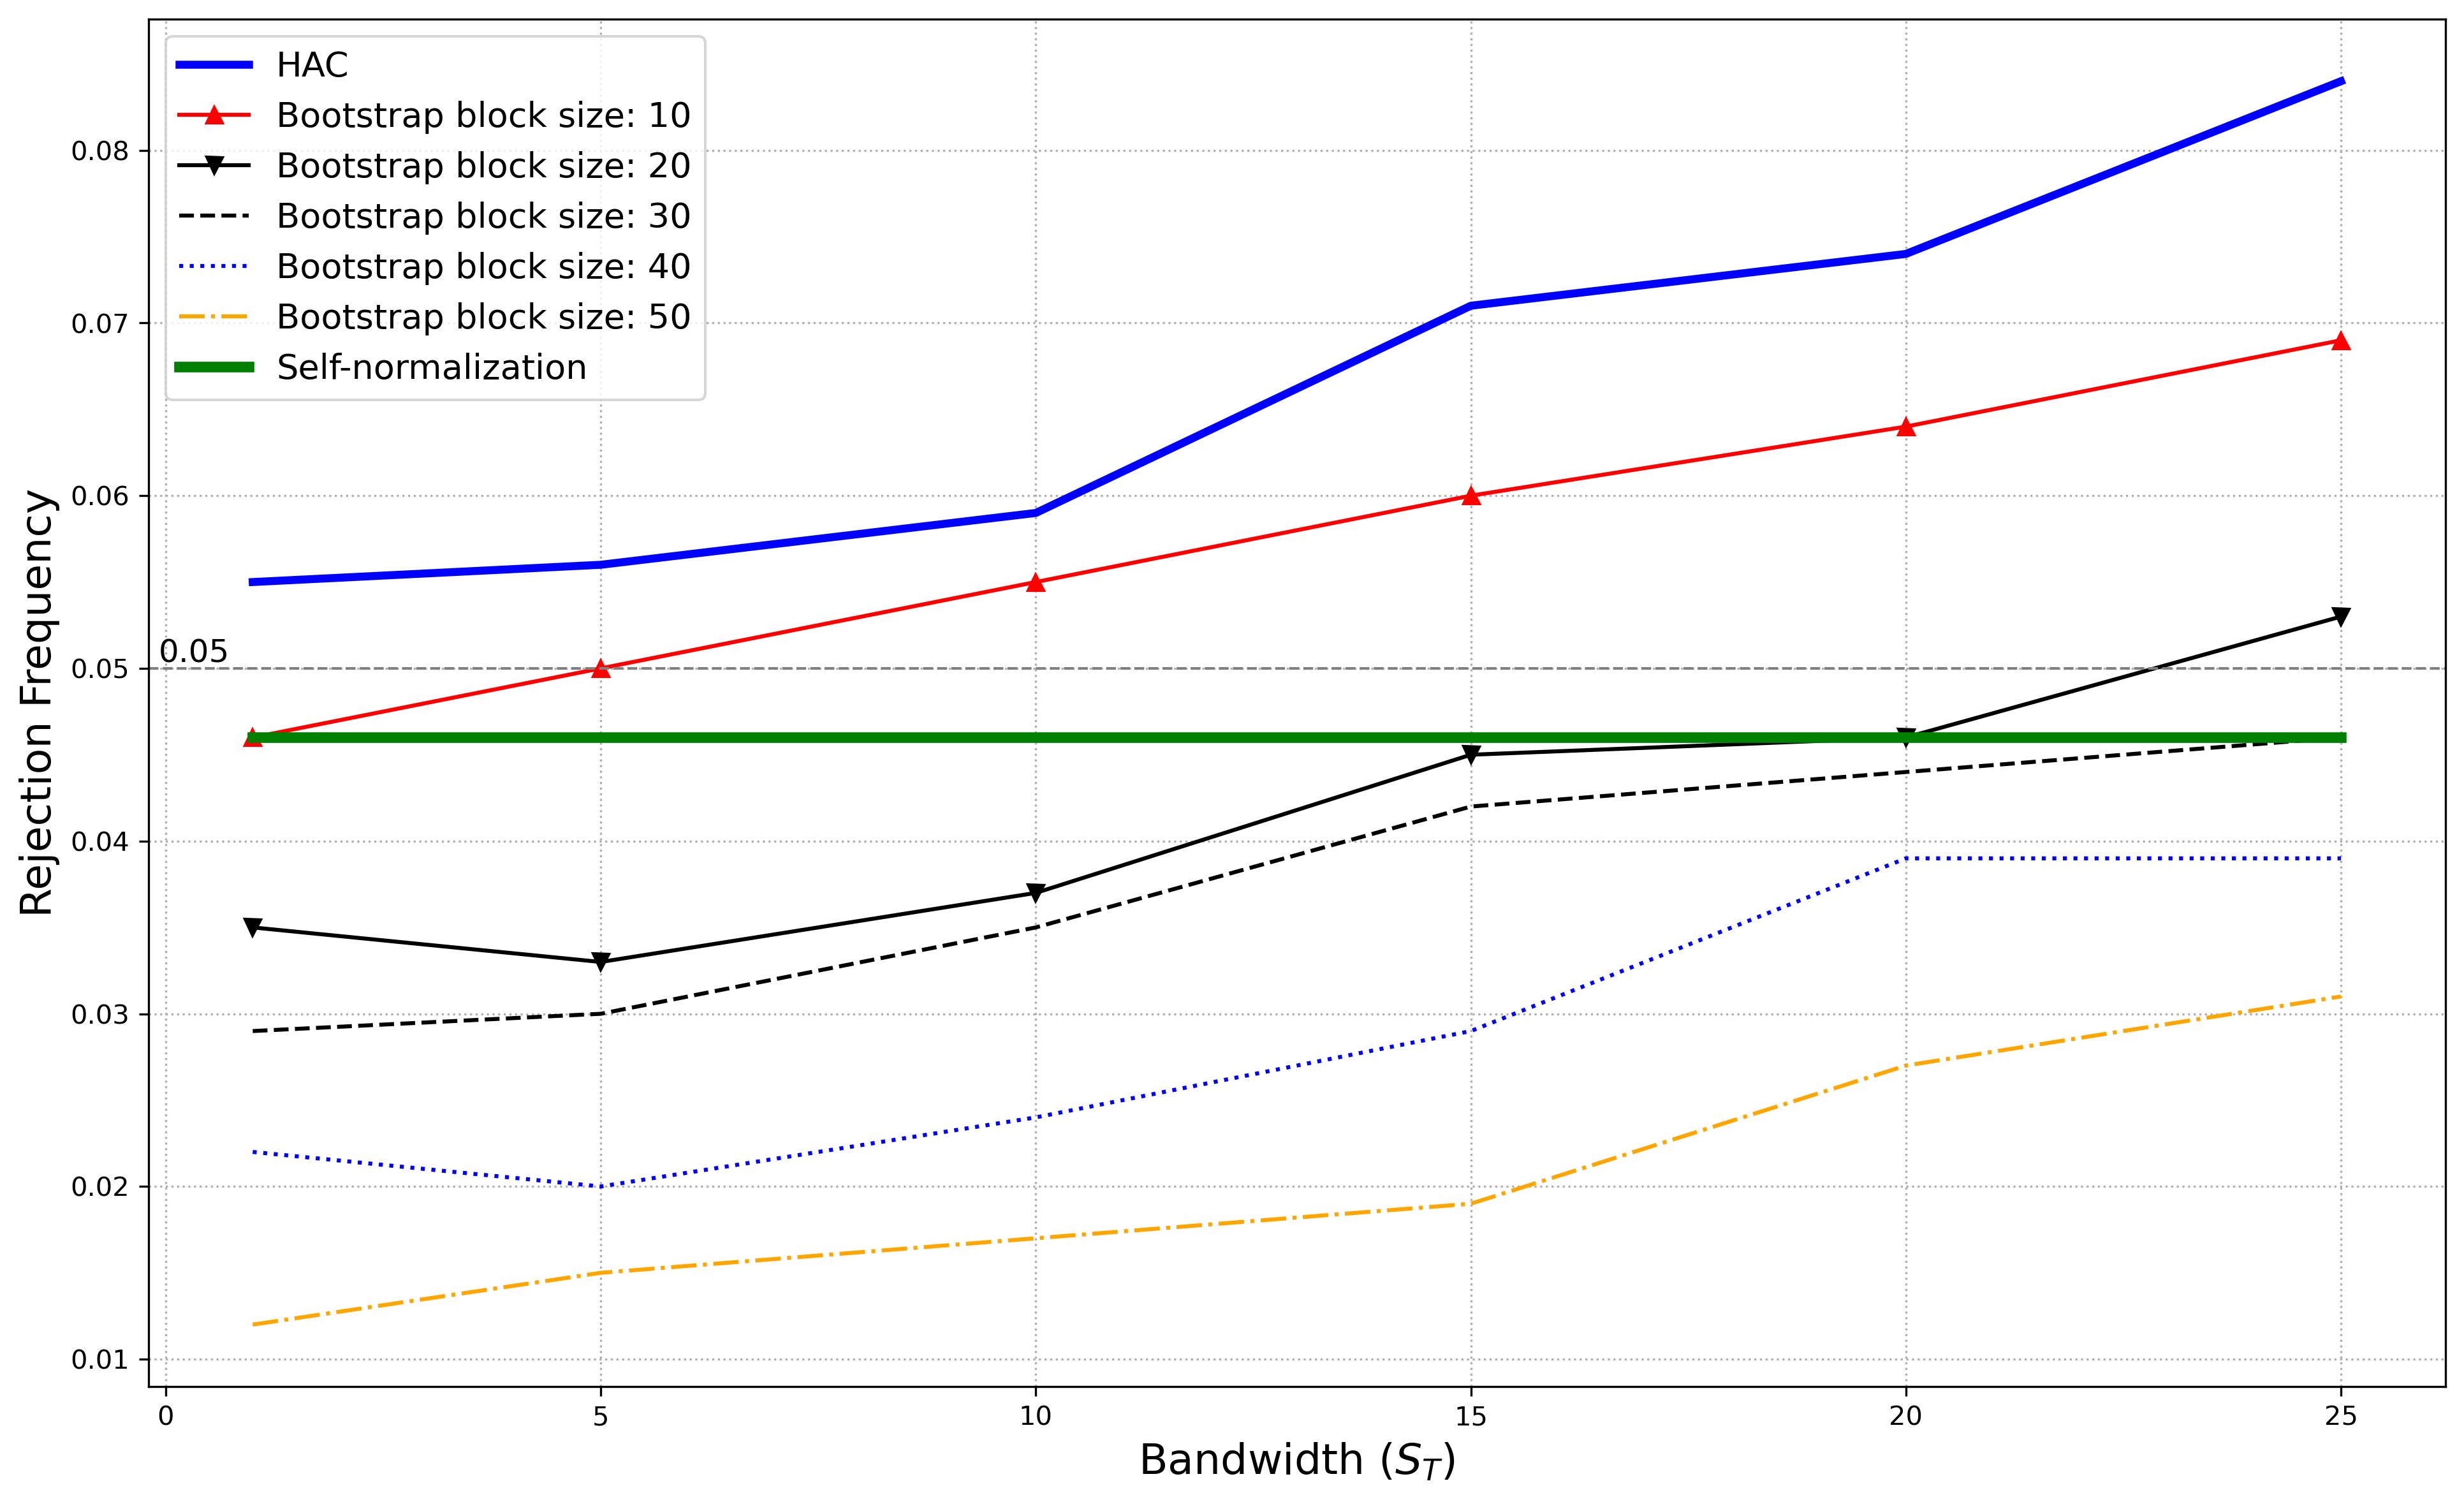 HAC
Bootstrap block size: 10
Bootstrap block size: 20
Bootstrap block size: 30
Bootstrap block size: 40
Bootstrap block size: 50
Self-normalization
0.08
0.07
0.06
0.05
0.05
0.04
0.03
0.02
0.01
Rejection Frequency
0 5 10 15 20 25
Bandwidth (S_T)